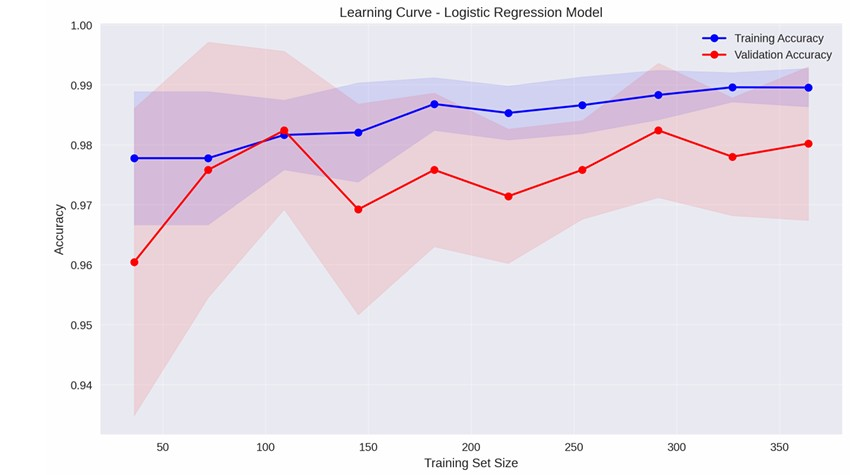 Learning Curve - Logistic Regression Model
1.00
0.99
0.98
0.97
0.96
0.95
0.94
Accuracy
Training Accuracy
Validation Accuracy
50 100 150 200 250 300 350
Training Set Size